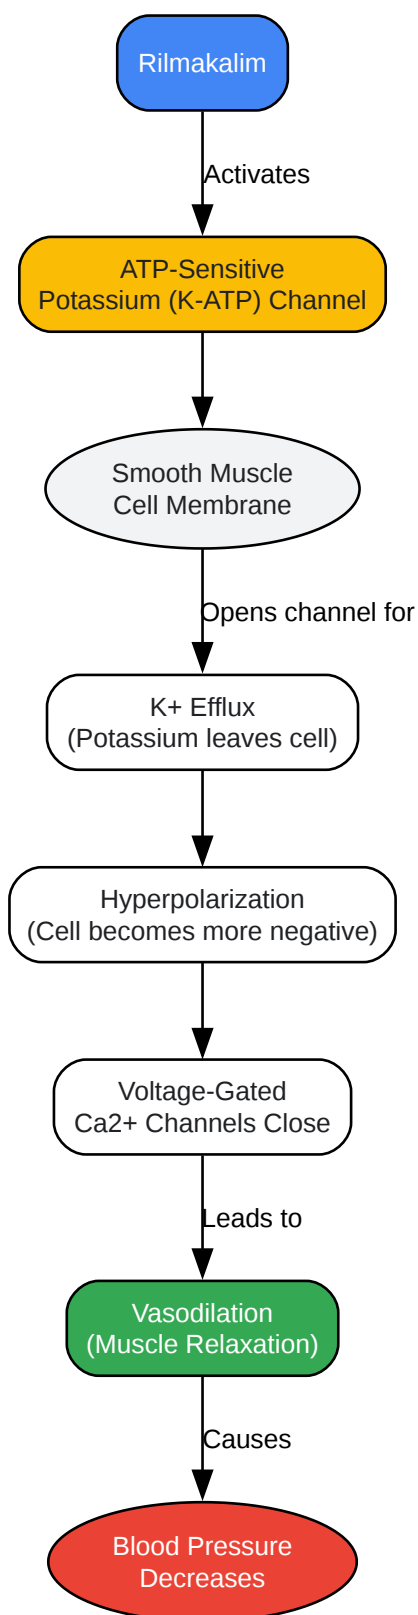 Rilmakalim
Activates
ATP-Sensitive
Potassium (K-ATP) Channel
Smooth Muscle
Cell Membrane
Opens channel for
K+ Efflux
(Potassium leaves cell)
Hyperpolarization
(Cell becomes more negative)
Voltage-Gated
Ca2+ Channels Close
Leads to
Vasodilation
(Muscle Relaxation)
Causes
Blood Pressure
Decreases